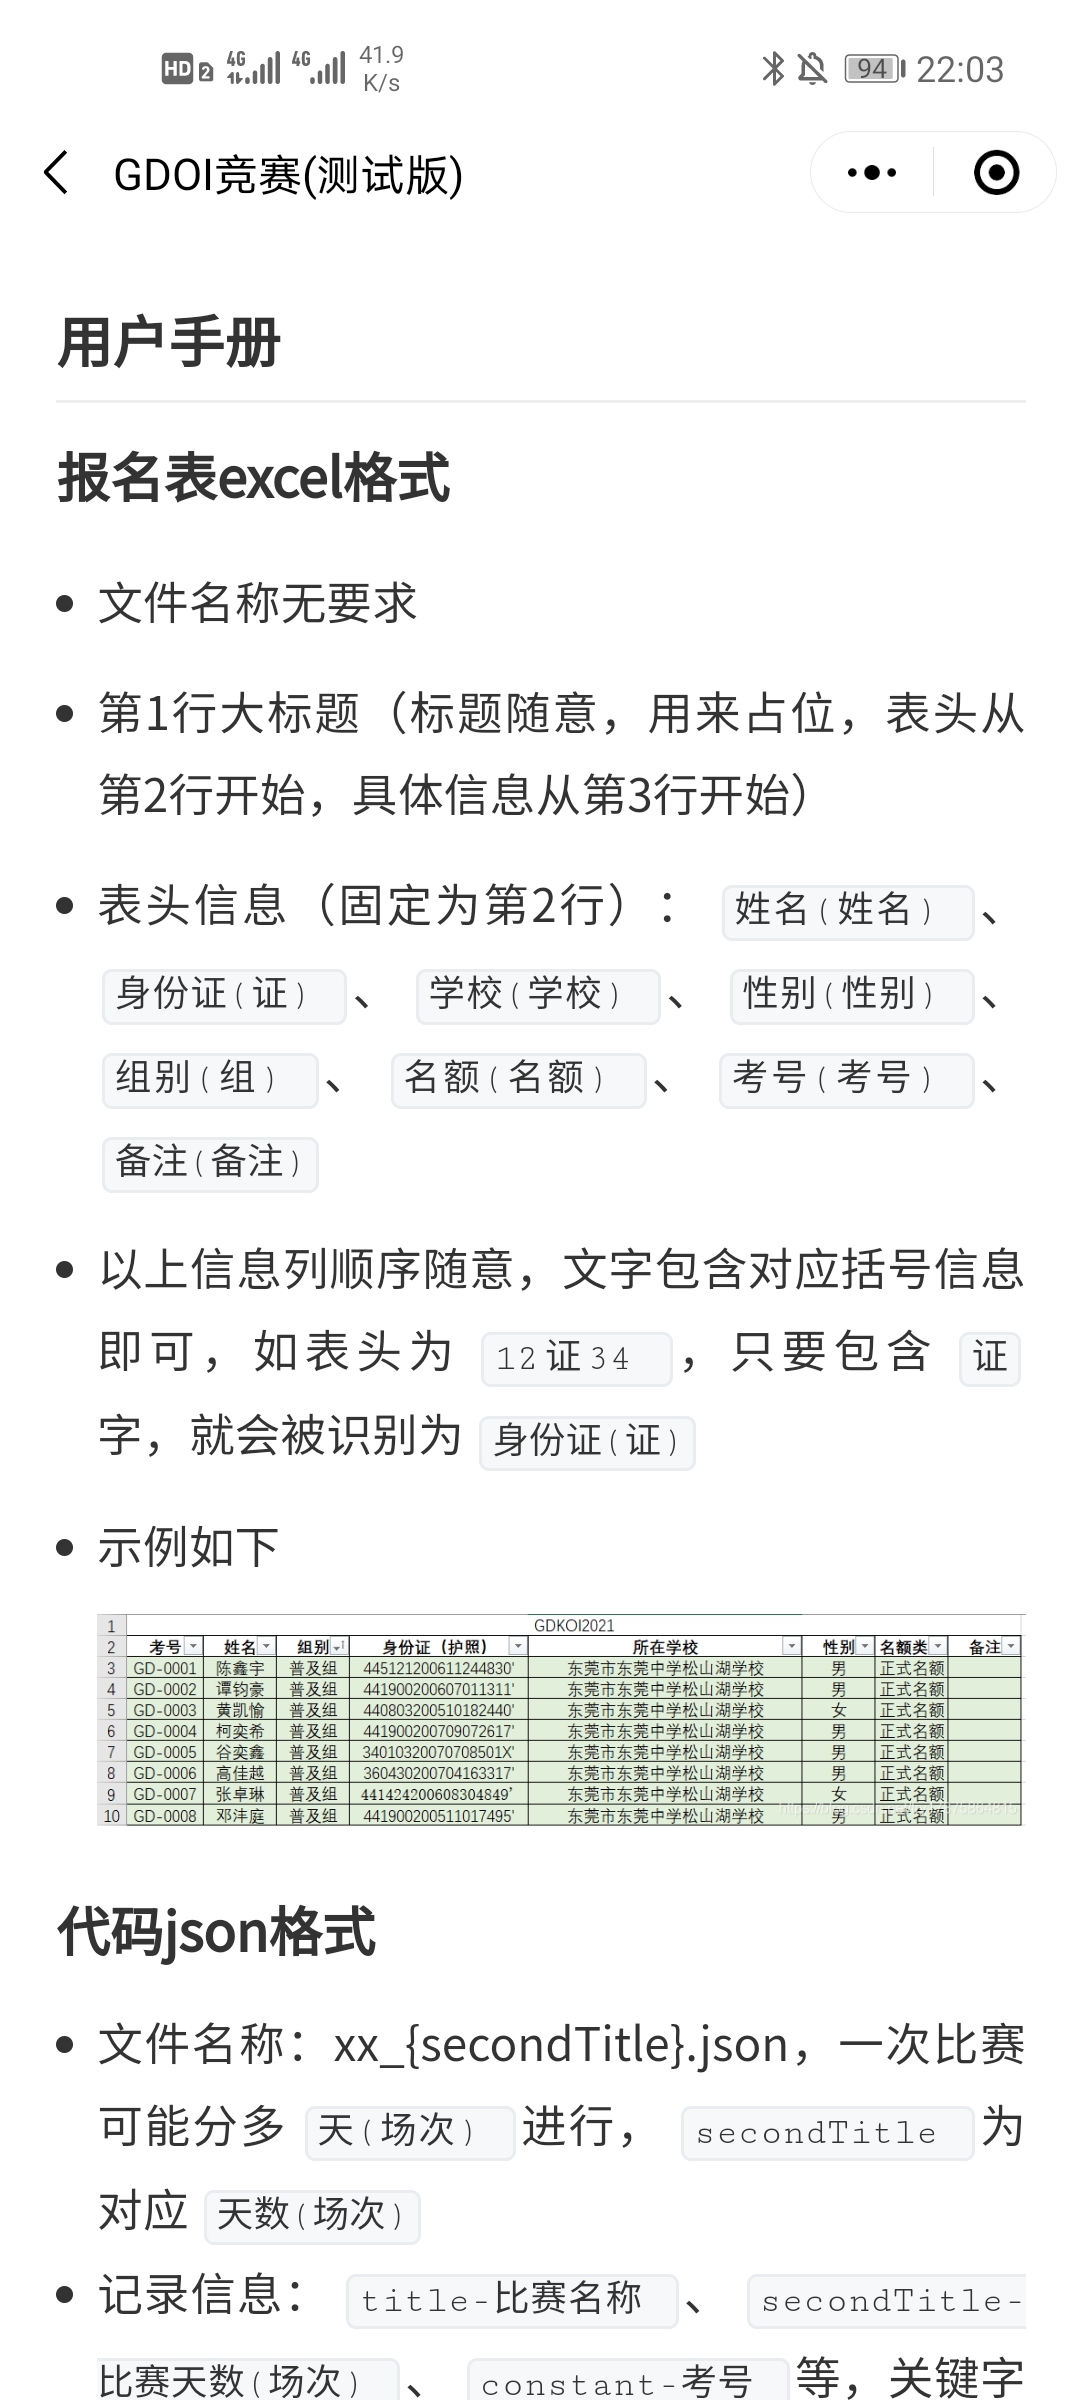 HD 2 4G 4G 41.9 K/s 94 22:03
GDOI竞赛(测试版)
用户手册
报名表excel格式
文件名称无要求
第1行大标题（标题随意，用来占位，表头从
第2行开始，具体信息从第3行开始）
表头信息（固定为第2行）： 姓名(姓名) 、
身份证(证) 、 学校(学校) 、 性别(性别) 、
组别(组) 、 名额(名额) 、 考号(考号) 、
备注(备注)
以上信息列顺序随意，文字包含对应括号信息
即可，如表头为 12证34 ，只要包含 证
字，就会被识别为 身份证(证)
示例如下
1 GDKOI2021
2 考号 姓名 组别 身份证（护照） 所在学校 性别 名额类 备注
3 GD-0001 陈鑫宇 普及组 445121200611244830' 东莞市东莞中学松山湖学校 男 正式名额
4 GD-0002 谭钧豪 普及组 441900200607011311' 东莞市东莞中学松山湖学校 男 正式名额
5 GD-0003 黄凯愉 普及组 440803200510182440' 东莞市东莞中学松山湖学校 女 正式名额
6 GD-0004 柯奕希 普及组 441900200709072617' 东莞市东莞中学松山湖学校 男 正式名额
7 GD-0005 谷奕鑫 普及组 34010320070708501X' 东莞市东莞中学松山湖学校 男 正式名额
8 GD-0006 高佳越 普及组 360430200704163317' 东莞市东莞中学松山湖学校 男 正式名额
9 GD-0007 张卓琳 普及组 441424200608304849' 东莞市东莞中学松山湖学校 女 正式名额
10 GD-0008 邓沣庭 普及组 441900200511017495' 东莞市东莞中学松山湖学校 男 正式名额
代码json格式
文件名称：xx_{secondTitle}.json，一次比赛
可能分多 天(场次) 进行， secondTitle 为
对应 天数(场次)
记录信息： title-比赛名称 、 secondTitle-
比赛天数(场次) 、 constant-考号 等，关键字